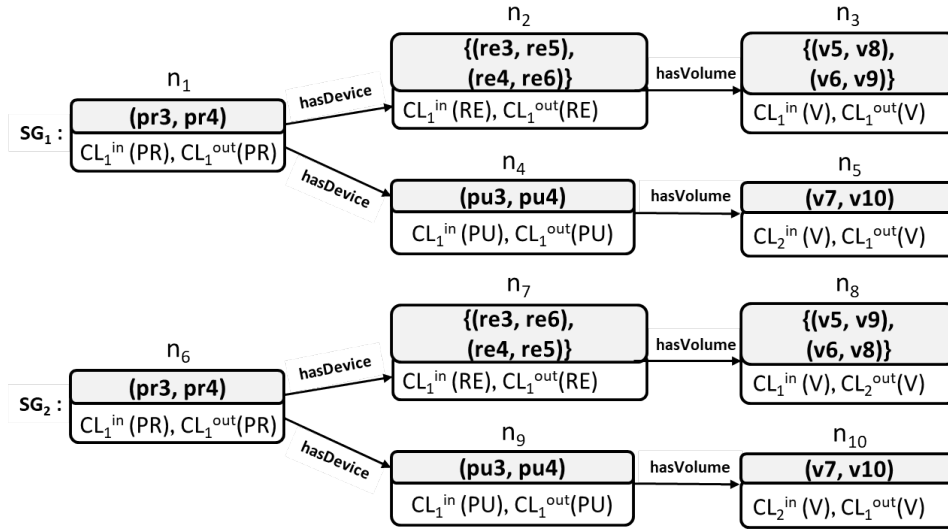 n₂
n₃
{(re3, re5),
(re4, re6)}
{(v5, v8),
(v6, v9)}
n₁
hasDevice
hasVolume
SG₁ :
(pr3, pr4)
CL₁ⁱⁿ (RE), CL₁ᵒᵘᵗ(RE)
CL₁ⁱⁿ (V), CL₁ᵒᵘᵗ(V)
CL₁ⁱⁿ (PR), CL₁ᵒᵘᵗ(PR)
n₄
n₅
hasDevice
(pu3, pu4)
hasVolume
(v7, v10)
CL₁ⁱⁿ (PU), CL₁ᵒᵘᵗ(PU)
CL₂ⁱⁿ (V), CL₁ᵒᵘᵗ(V)
n₇
n₈
{(re3, re6),
(re4, re5)}
{(v5, v9),
(v6, v8)}
n₆
hasDevice
hasVolume
SG₂ :
(pr3, pr4)
CL₁ⁱⁿ (RE), CL₁ᵒᵘᵗ(RE)
CL₁ⁱⁿ (V), CL₂ᵒᵘᵗ(V)
CL₁ⁱⁿ (PR), CL₁ᵒᵘᵗ(PR)
n₉
n₁₀
hasDevice
(pu3, pu4)
hasVolume
(v7, v10)
CL₁ⁱⁿ (PU), CL₁ᵒᵘᵗ(PU)
CL₂ⁱⁿ (V), CL₁ᵒᵘᵗ(V)